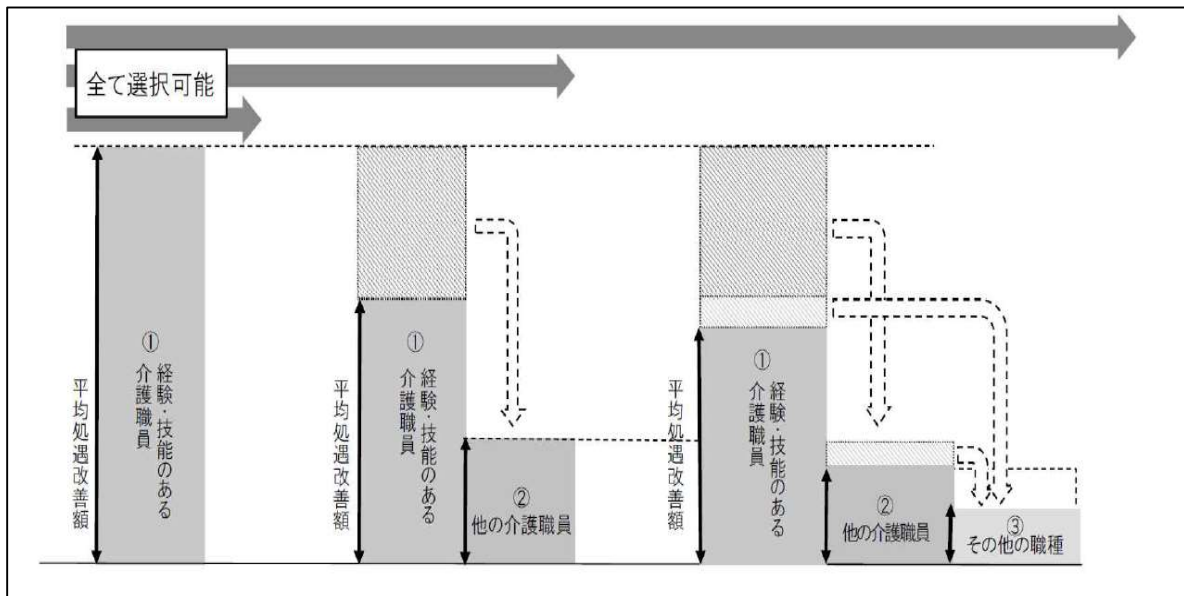 全て選択可能
平均処遇改善額
①
経験・技能のある
介護職員
平均処遇改善額
①
経験・技能のある
介護職員
②
他の介護職員
平均処遇改善額
①
経験・技能のある
介護職員
②
他の介護職員
③
その他の職種